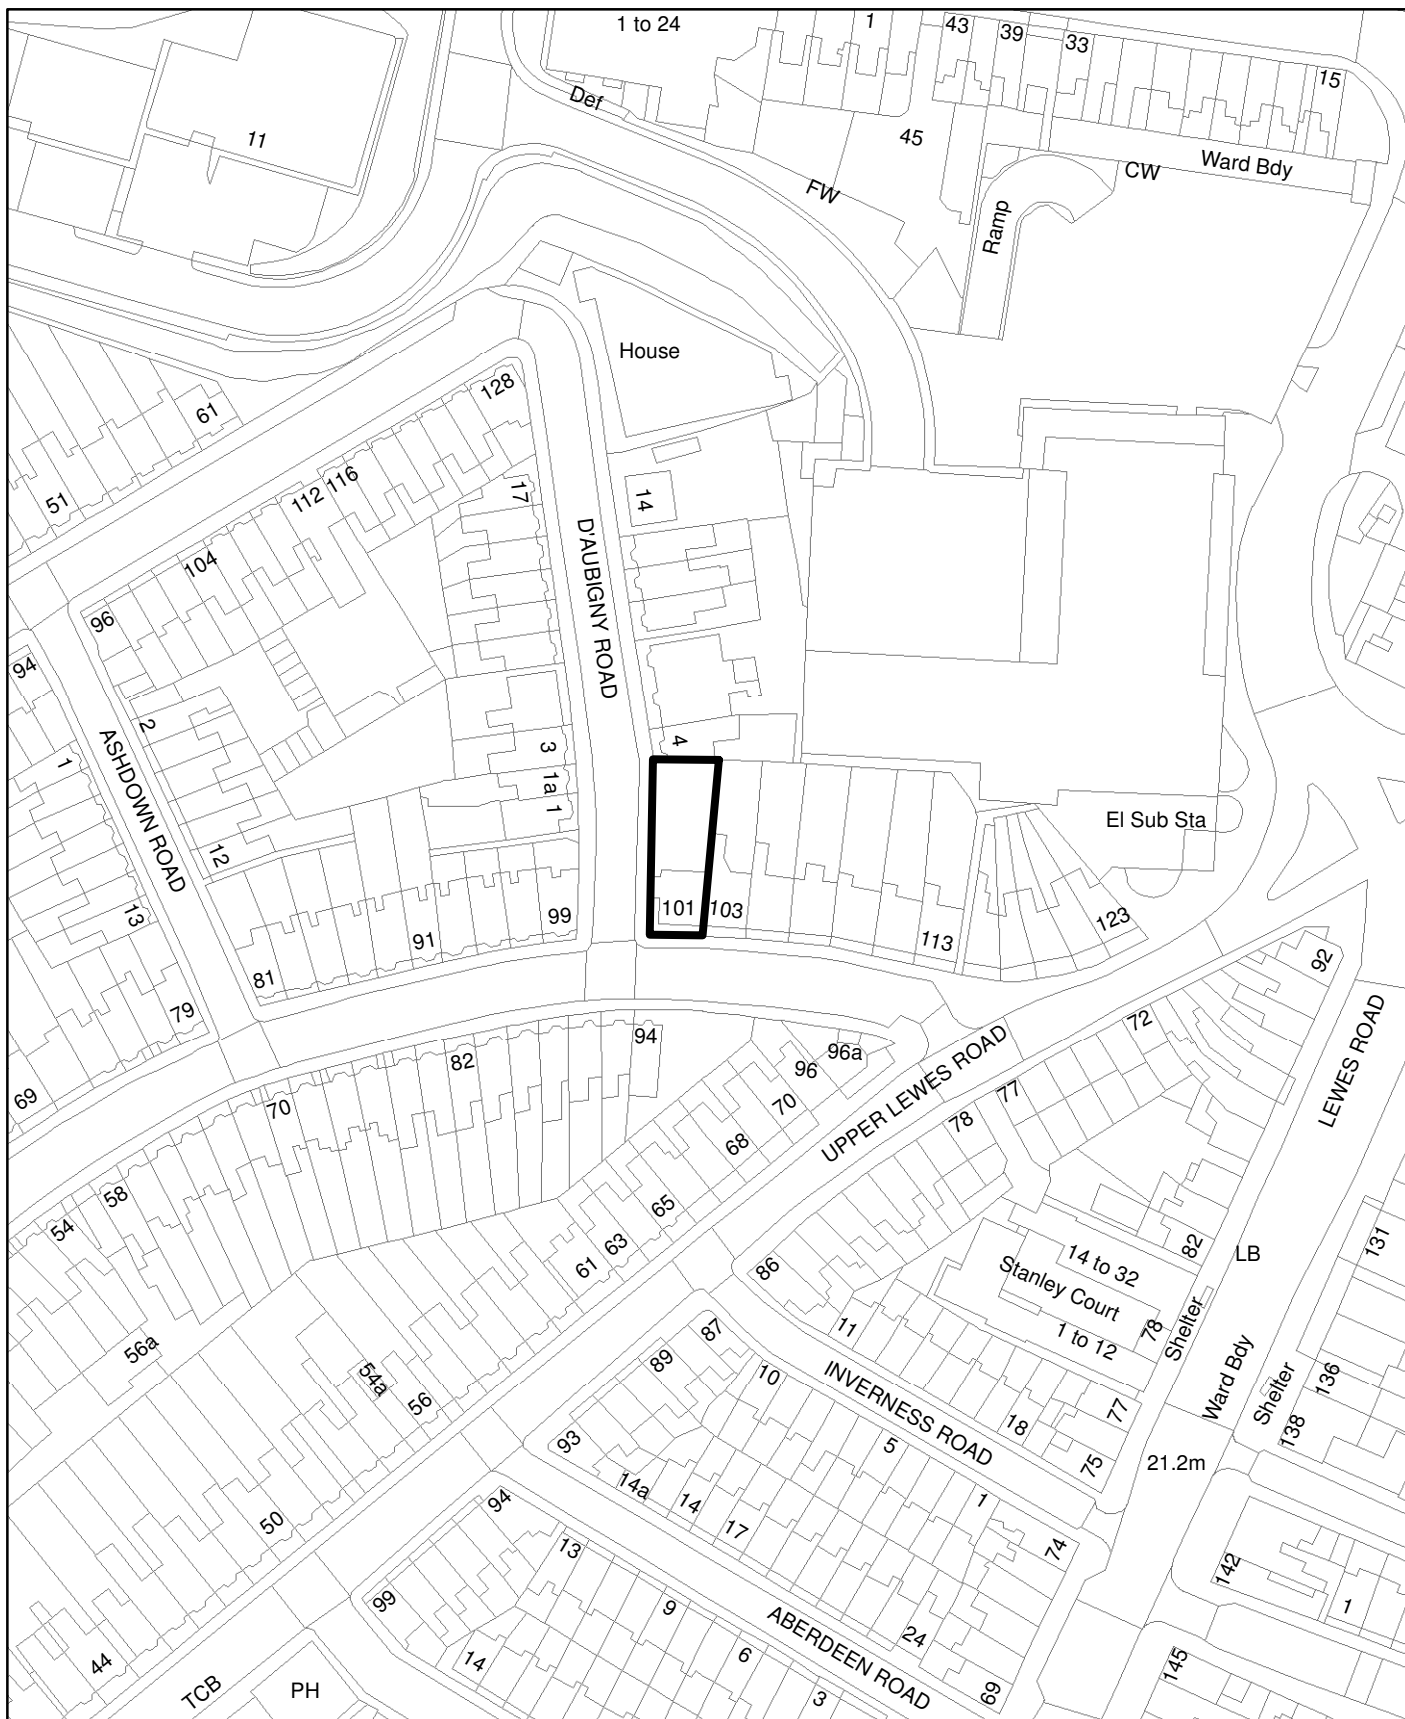 1 to 24
1
43
39
33
15
Def
11
45
Ward Bdy
CW
FW
Ramp
House
128
61
116
112
51
17
14
104
D'AUBIGNY ROAD
96
94
2
ASHDOWN ROAD
1
4
3
1a
1
El Sub Sta
12
13
101
103
99
91
113
123
81
92
79
94
72
96a
82
96
LEWES ROAD
UPPER LEWES ROAD
77
69
70
70
78
68
58
65
54
63
82
LB
131
61
86
14 to 32
Stanley Court
1 to 12
78
Shelter
11
87
56a
89
54a
10
INVERNESS ROAD
Ward Bdy
Shelter
136
56
18
77
138
93
5
75
21.2m
14a
14
1
94
17
50
13
74
142
99
9
1
ABERDEEN ROAD
24
44
14
6
145
TCB
PH
3
69